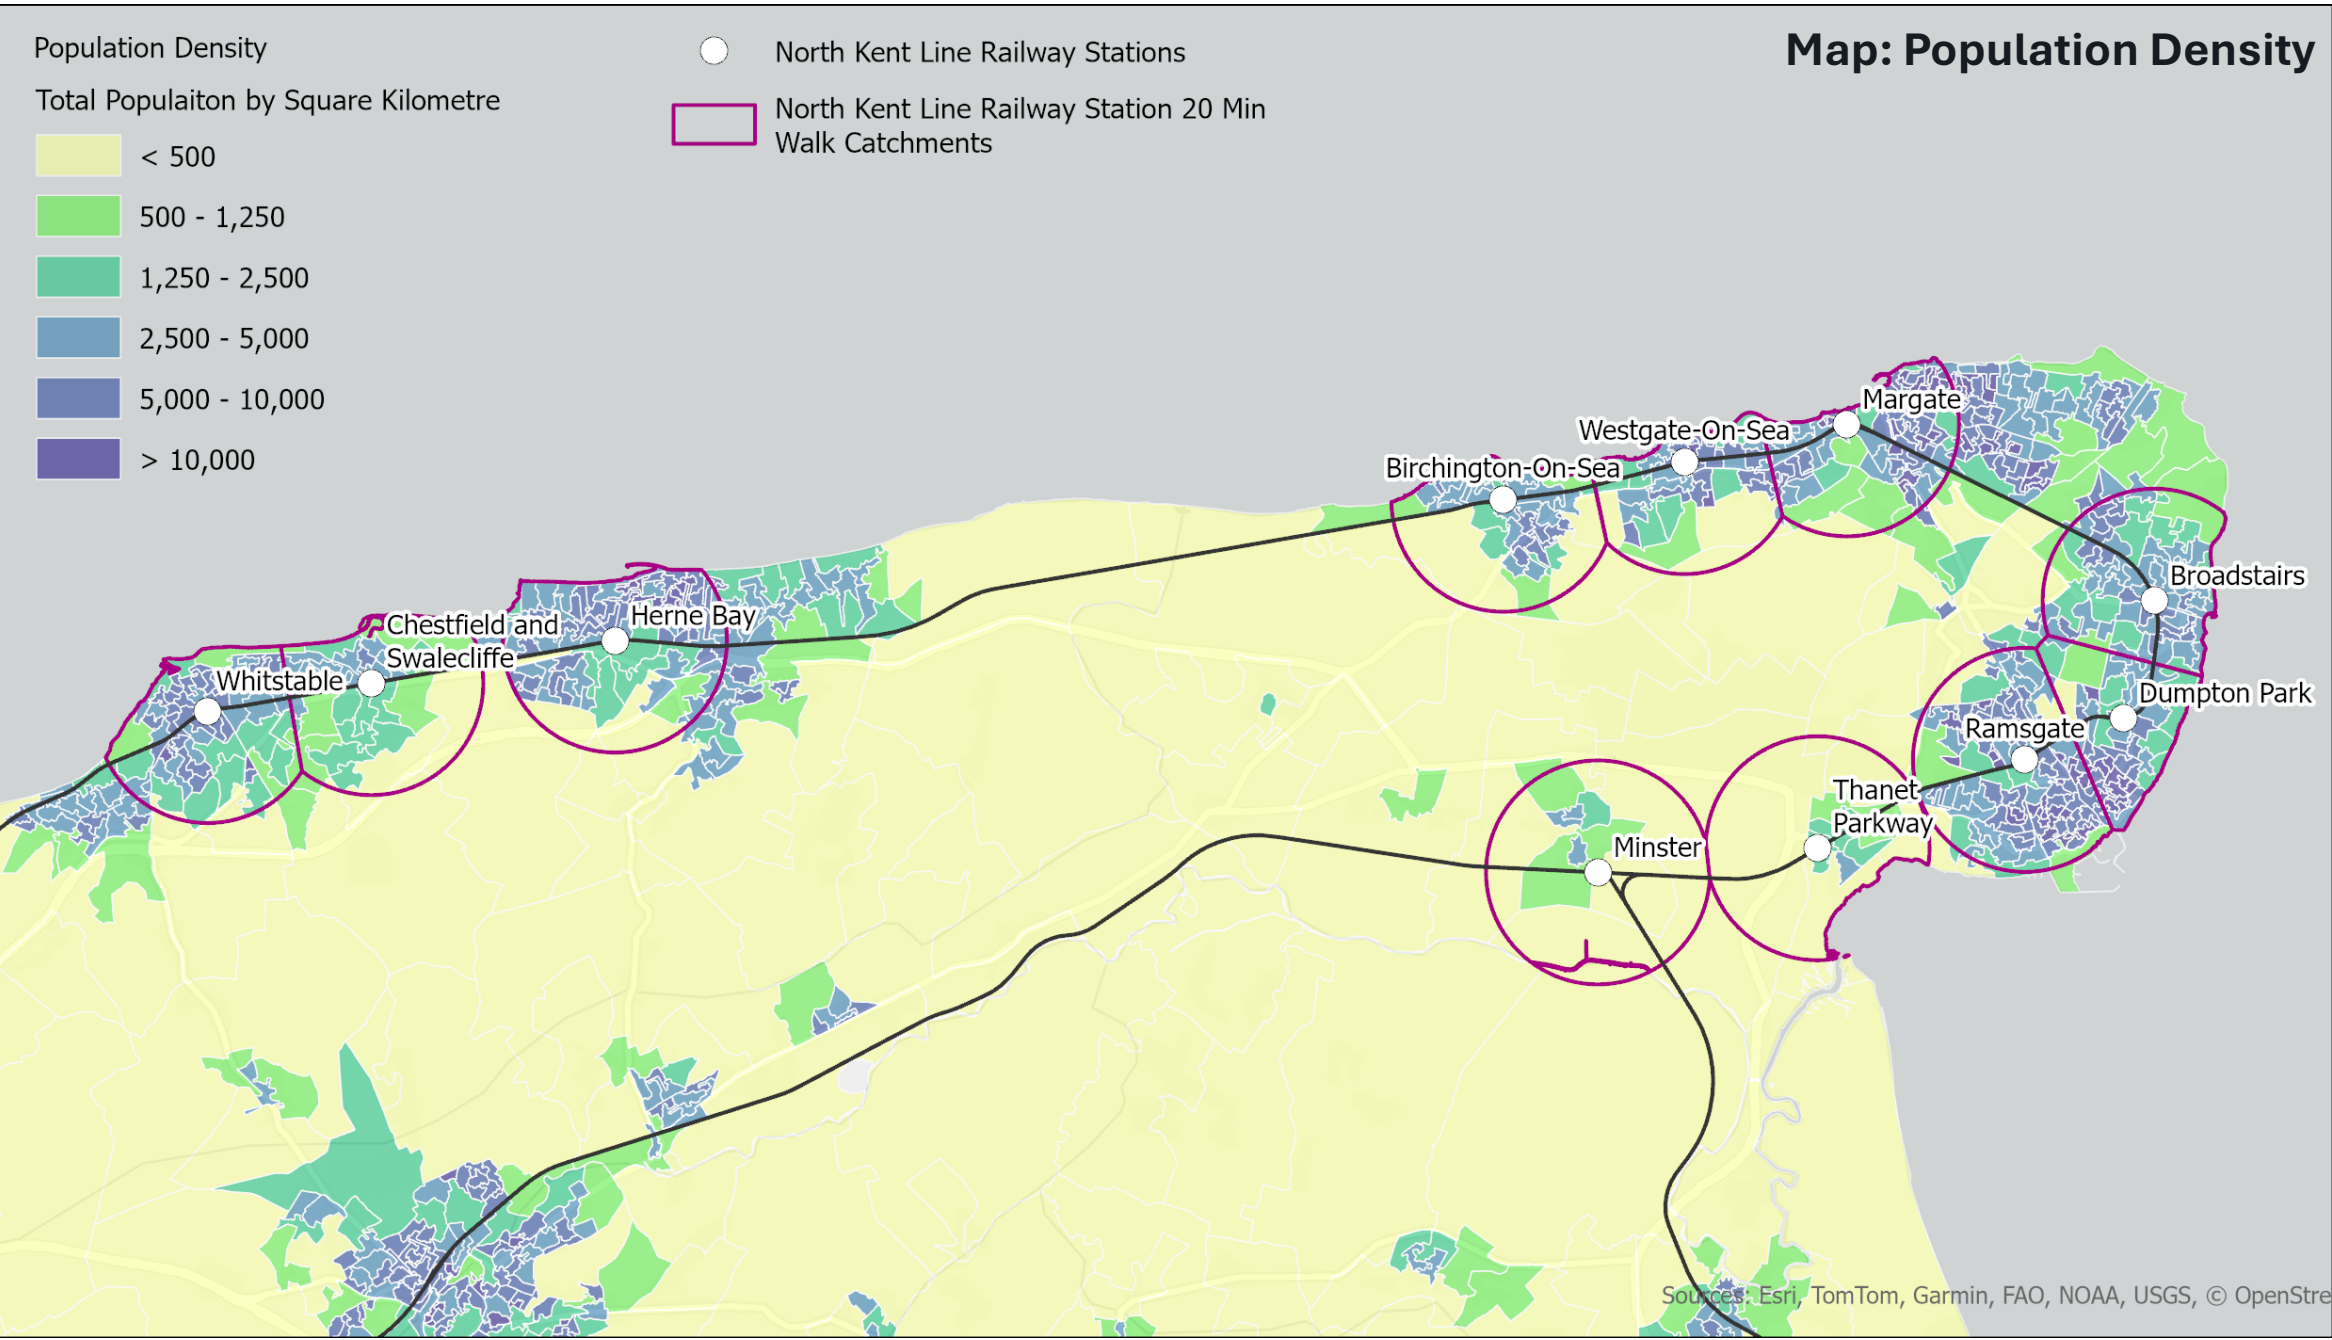 Population Density
Total Populaiton by Square Kilometre
< 500
500 - 1,250
1,250 - 2,500
2,500 - 5,000
5,000 - 10,000
> 10,000
North Kent Line Railway Stations
North Kent Line Railway Station 20 Min
Walk Catchments
Map: Population Density
Margate
Westgate-On-Sea
Birchington-On-Sea
Broadstairs
Herne Bay
Chestfield and
Swalecliffe
Whitstable
Dumpton Park
Ramsgate
Thanet
Parkway
Minster
Sources: Esri, TomTom, Garmin, FAO, NOAA, USGS, © OpenStre